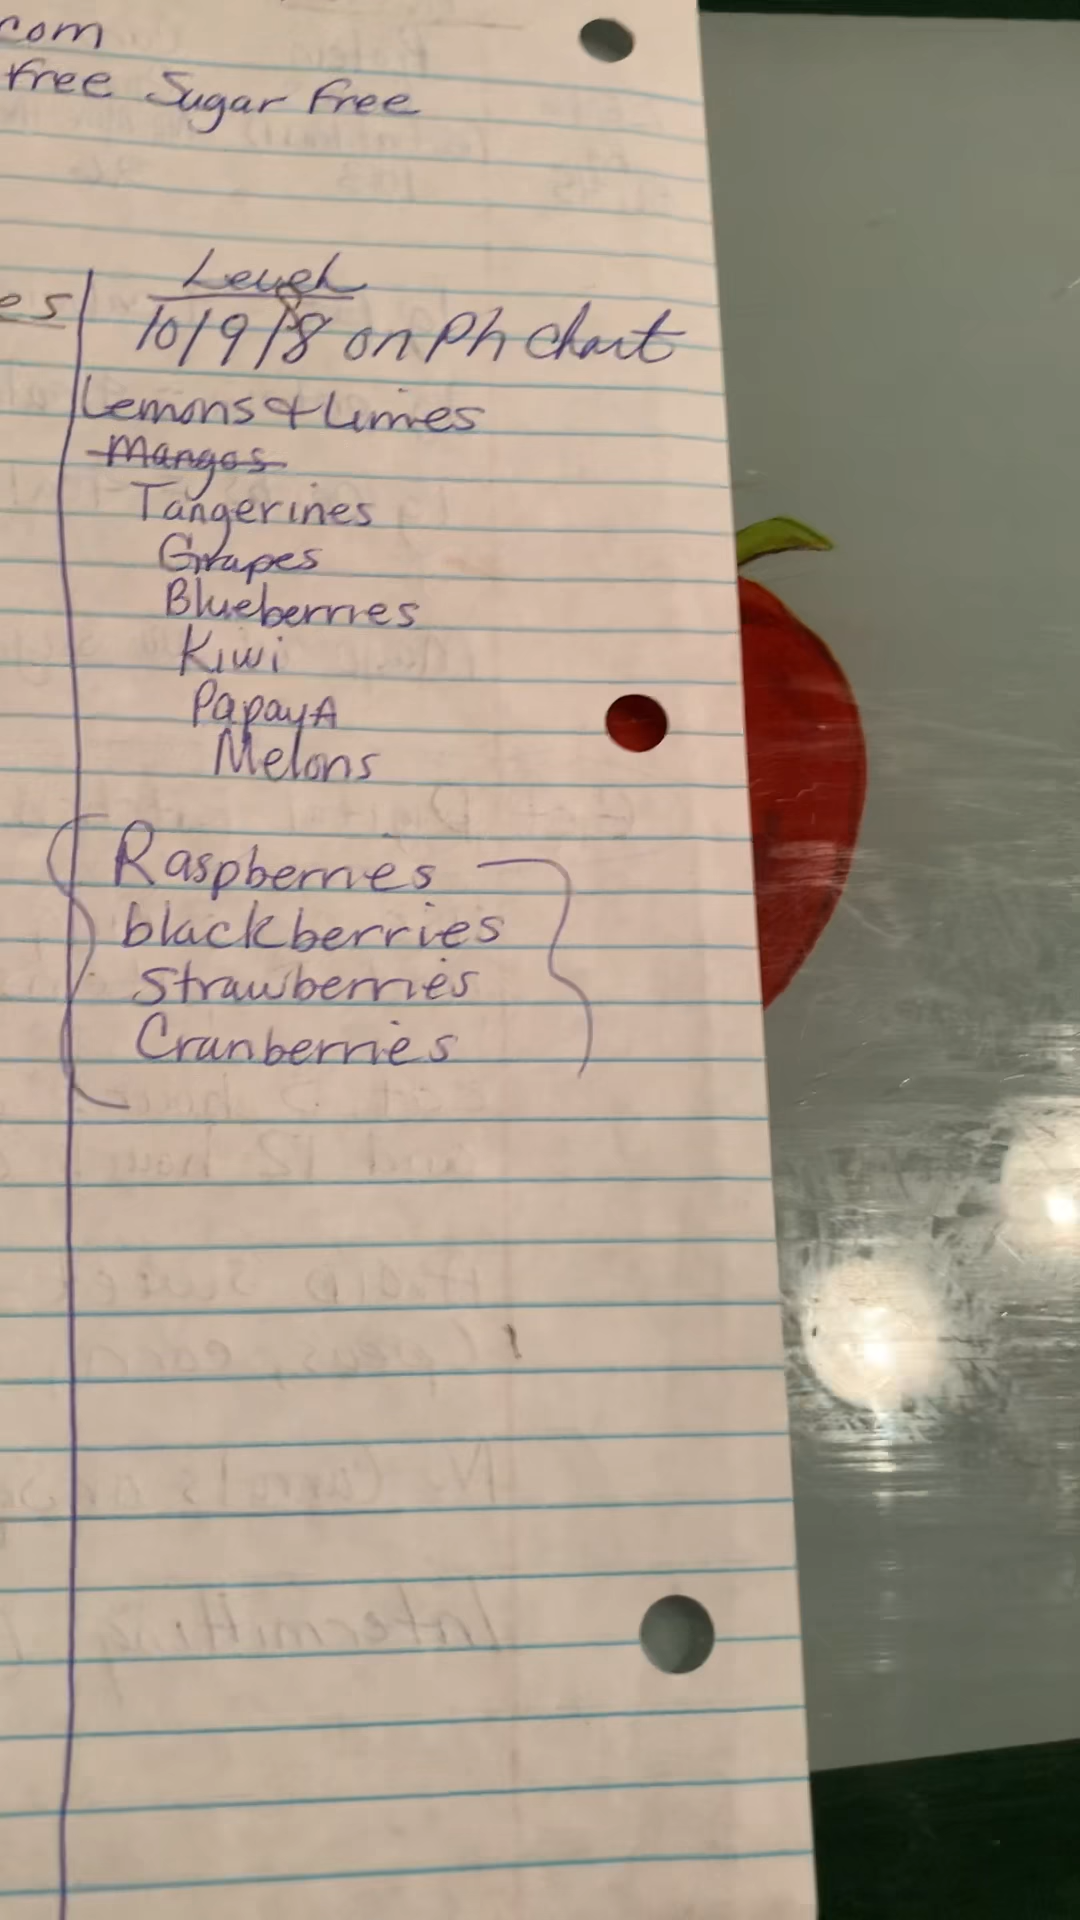 com
free Sugar Free
Level
es 10/9/8 on Ph Chart
Lemons & Limes
Mangos
Tangerines
Grapes
Blueberries
Kiwi
PapayA
Melons
Raspberries
blackberries
Strawberries
Cranberries